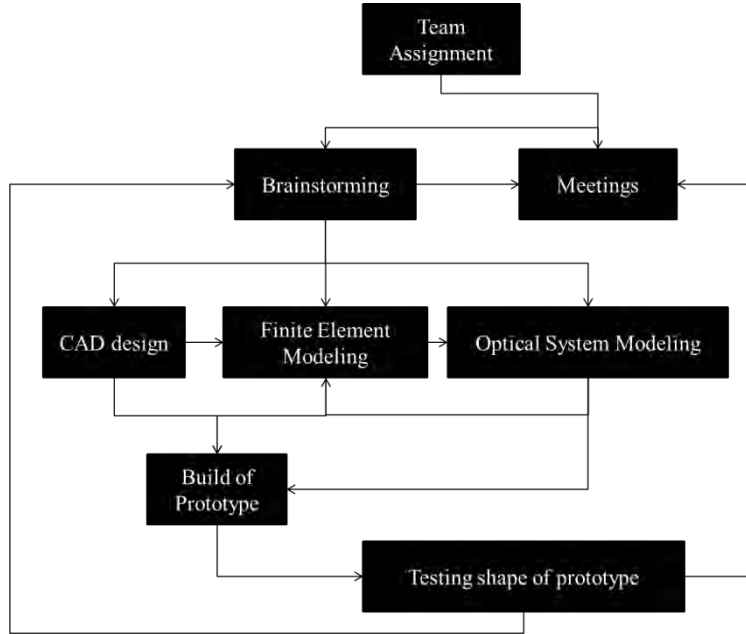 Team
Assignment
Brainstorming
Meetings
CAD design
Finite Element
Modeling
Optical System Modeling
Build of
Prototype
Testing shape of prototype